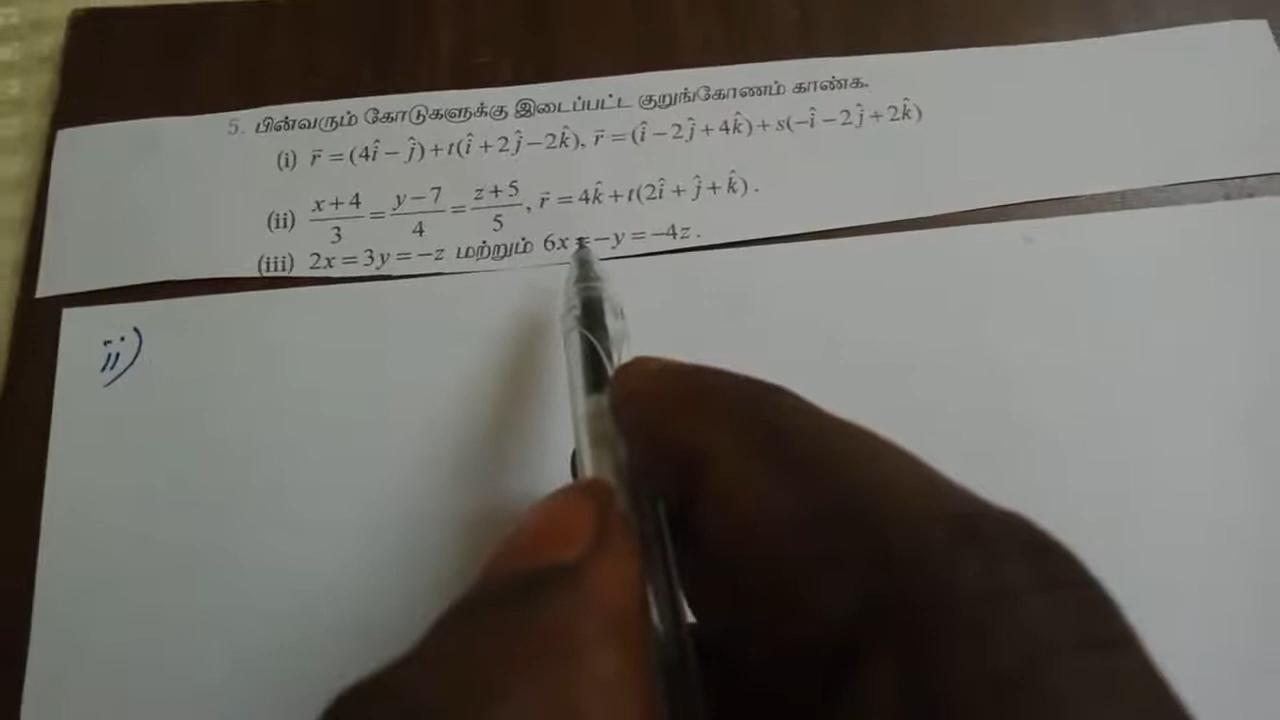 5. பின்வரும் கோடுகளுக்கு இடைப்பட்ட குறுங்கோணம் காண்க.
(i) r⃗ = (4î − ĵ) + t(î + 2ĵ − 2k̂), r⃗ = (î − 2ĵ + 4k̂) + s(−î − 2ĵ + 2k̂)
(ii) (x+4)/3 = (y−7)/4 = (z+5)/5, r⃗ = 4k̂ + t(2î + ĵ + k̂).
(iii) 2x = 3y = −z மற்றும் 6x = −y = −4z.
ii)